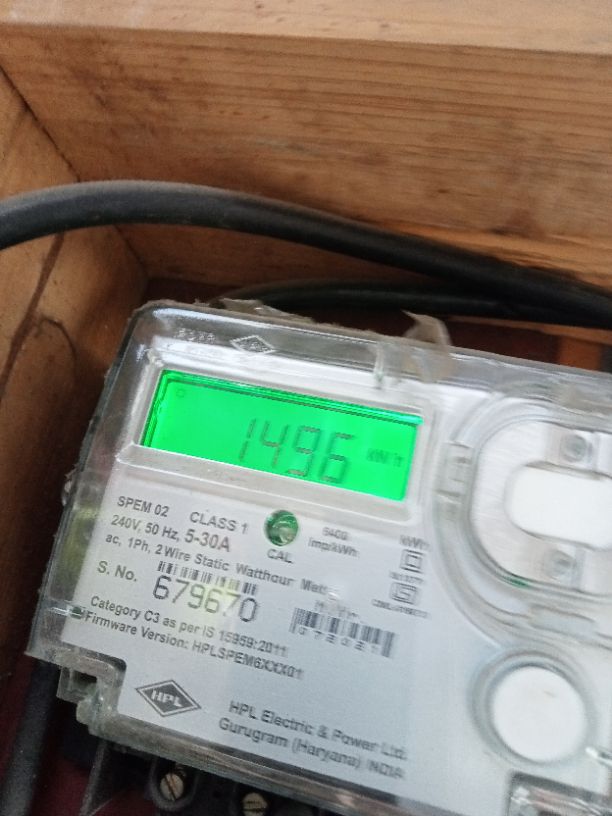 1496 kWh
SPEM 02 CLASS 1
240V, 50 Hz, 5-30A
ac, 1Ph, 2 Wire Static Watthour
CAL
6400
imp/kWh
kWh
S. No. 679670
Category C3 as per IS 15959:2011
Firmware Version: HPLSPEM6XXX01
HPL
HPL Electric & Power Ltd.
Gurugram (Haryana) INDIA